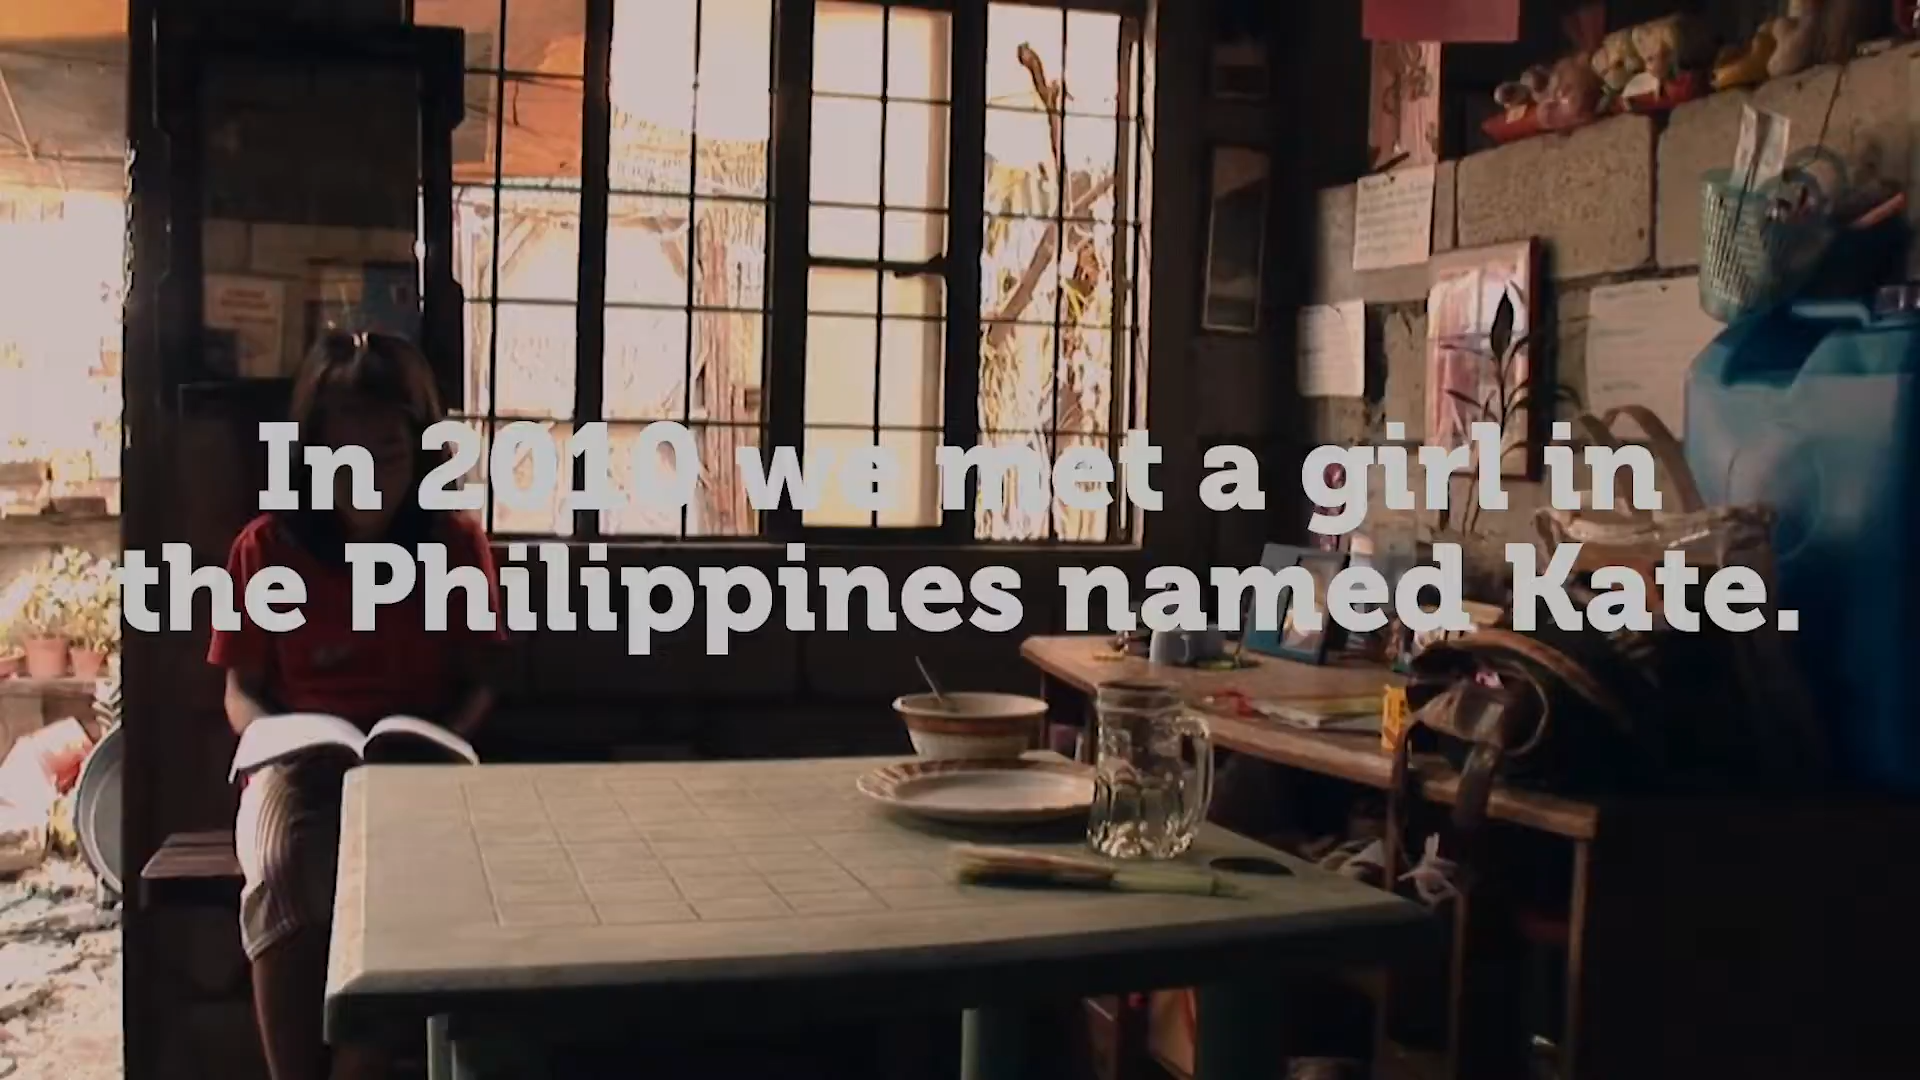 In 2010 we met a girl in
the Philippines named Kate.